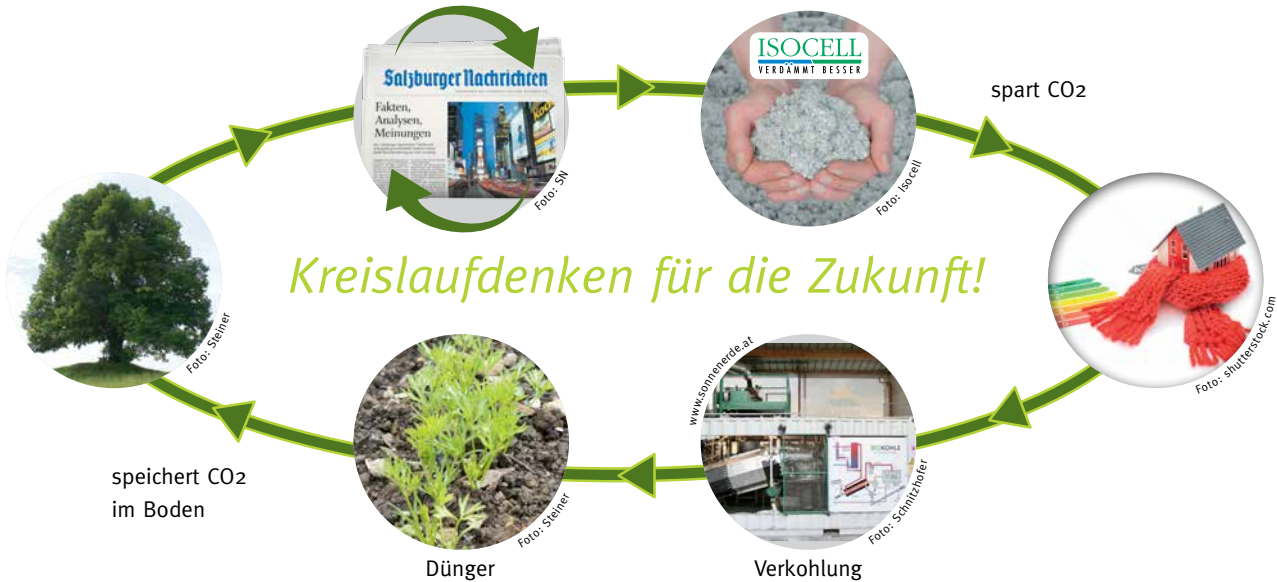 Salzburger Nachrichten
Fakten,
Analysen,
Meinungen
Foto: SN
ISOCELL
VERDÄMMT BESSER
Foto: Isocell
spart CO2
Foto: Steiner
Kreislaufdenken für die Zukunft!
Foto: shutterstock.com
www.sonnenerde.at
BIOKOHLE
Foto: Schnitzhofer
Foto: Steiner
speichert CO2
im Boden
Dünger
Verkohlung